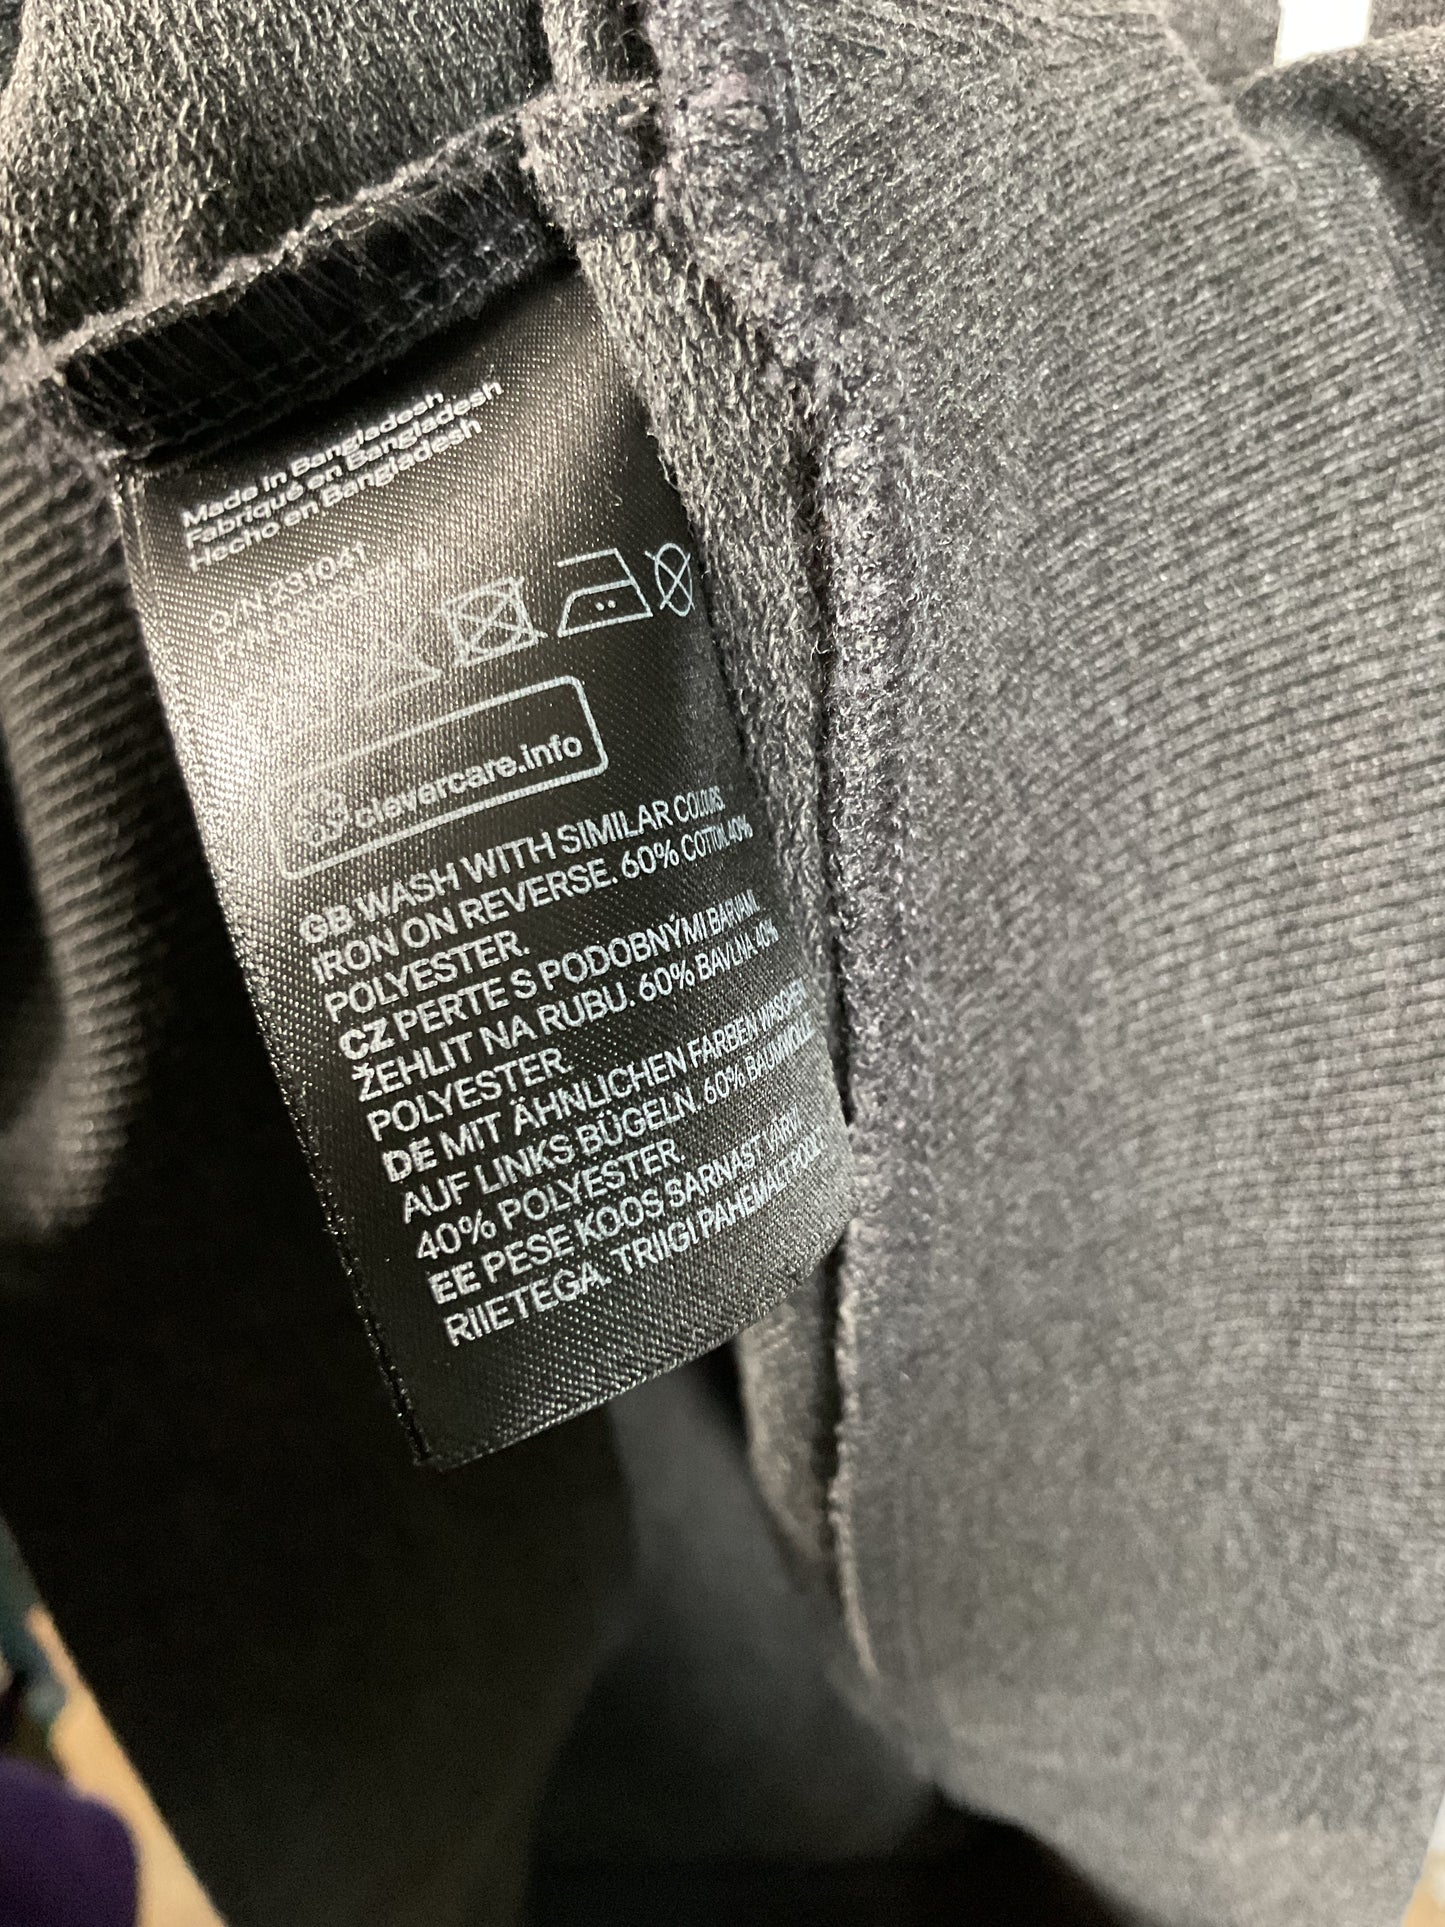 Made in Bangladesh
Fabriqué en Bangladesh
Hecho en Bangladesh
O/N 231041
P/N
clevercare.info
GB WASH WITH SIMILAR COLOURS.
IRON ON REVERSE. 60% COTTON, 40%
POLYESTER.
CZ PERTE S PODOBNÝMI BARVAMI.
ŽEHLIT NA RUBU. 60% BAVLNA 40%
POLYESTER
DE MIT ÄHNLICHEN FARBEN WASCHEN.
AUF LINKS BÜGELN. 60% BAUMWOLLE
40% POLYESTER
EE PESE KOOS SARNAST VÄRVI
RIIETEGA. TRIIGI PAHEMALT POOLT